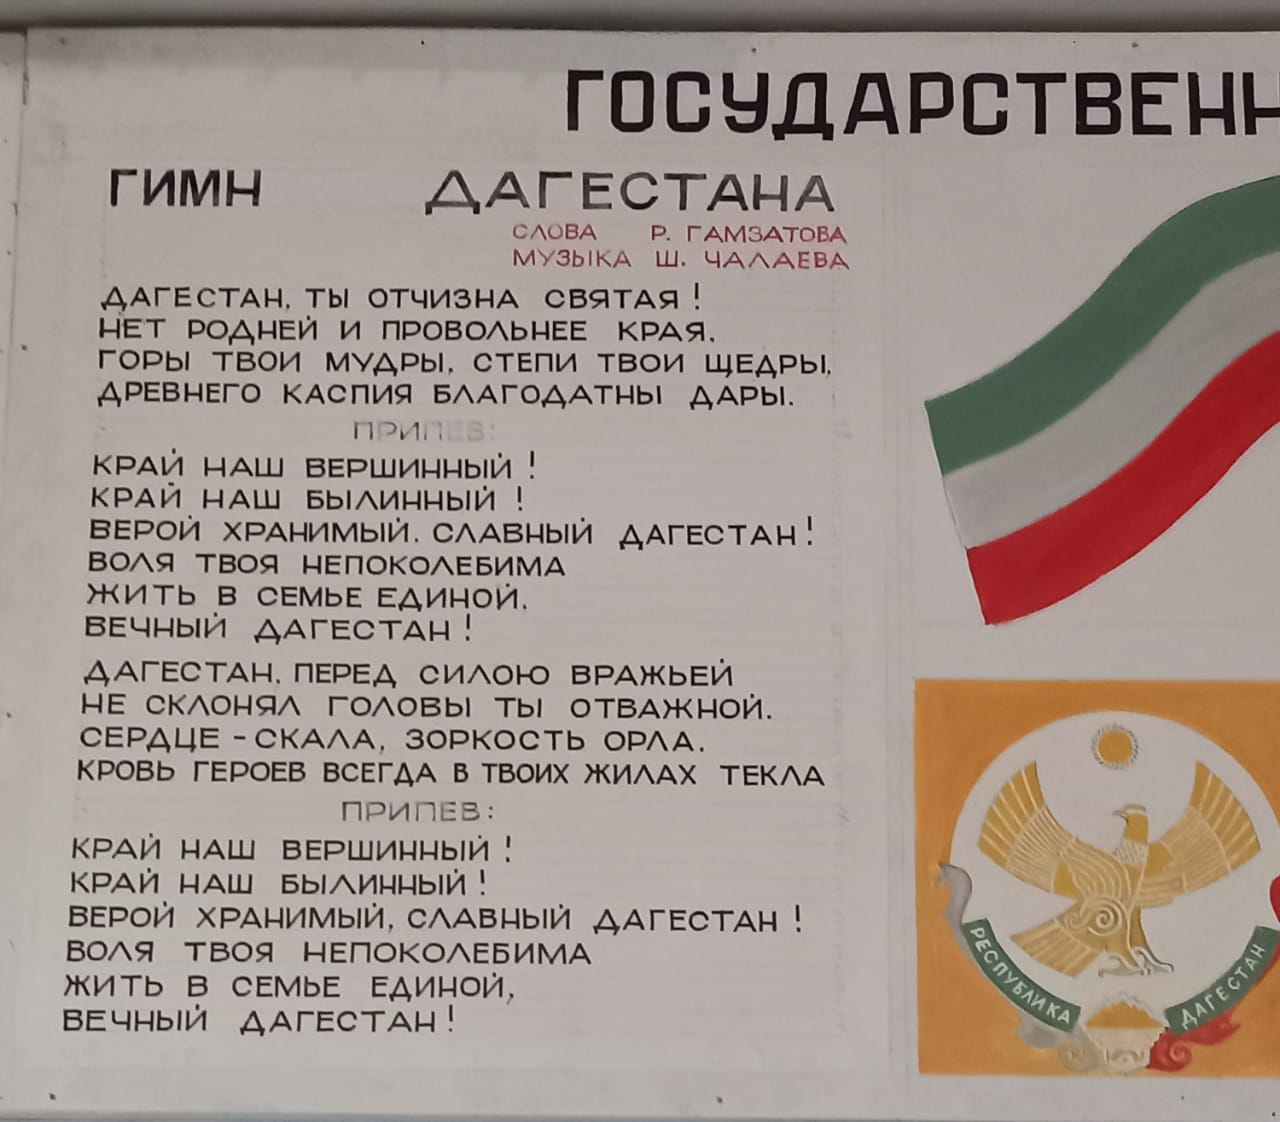 ГОСУДАРСТВЕНН
ГИМН ДАГЕСТАНА
СЛОВА Р. ГАМЗАТОВА
МУЗЫКА Ш. ЧАЛАЕВА
ДАГЕСТАН, ТЫ ОТЧИЗНА СВЯТАЯ!
НЕТ РОДНЕЙ И ПРОВОЛЬНЕЕ КРАЯ.
ГОРЫ ТВОИ МУДРЫ, СТЕПИ ТВОИ ЩЕДРЫ,
ДРЕВНЕГО КАСПИЯ БЛАГОДАТНЫ ДАРЫ.
ПРИПЕВ:
КРАЙ НАШ ВЕРШИННЫЙ!
КРАЙ НАШ БЫЛИННЫЙ!
ВЕРОЙ ХРАНИМЫЙ, СЛАВНЫЙ ДАГЕСТАН!
ВОЛЯ ТВОЯ НЕПОКОЛЕБИМА
ЖИТЬ В СЕМЬЕ ЕДИНОЙ,
ВЕЧНЫЙ ДАГЕСТАН!
ДАГЕСТАН, ПЕРЕД СИЛОЮ ВРАЖЬЕЙ
НЕ СКЛОНЯЛ ГОЛОВЫ ТЫ ОТВАЖНОЙ.
СЕРДЦЕ - СКАЛА, ЗОРКОСТЬ ОРЛА.
КРОВЬ ГЕРОЕВ ВСЕГДА В ТВОИХ ЖИЛАХ ТЕКЛА
ПРИПЕВ:
КРАЙ НАШ ВЕРШИННЫЙ!
КРАЙ НАШ БЫЛИННЫЙ!
ВЕРОЙ ХРАНИМЫЙ, СЛАВНЫЙ ДАГЕСТАН!
ВОЛЯ ТВОЯ НЕПОКОЛЕБИМА
ЖИТЬ В СЕМЬЕ ЕДИНОЙ,
ВЕЧНЫЙ ДАГЕСТАН!
РЕСПУБЛИКА
ДАГЕСТАН